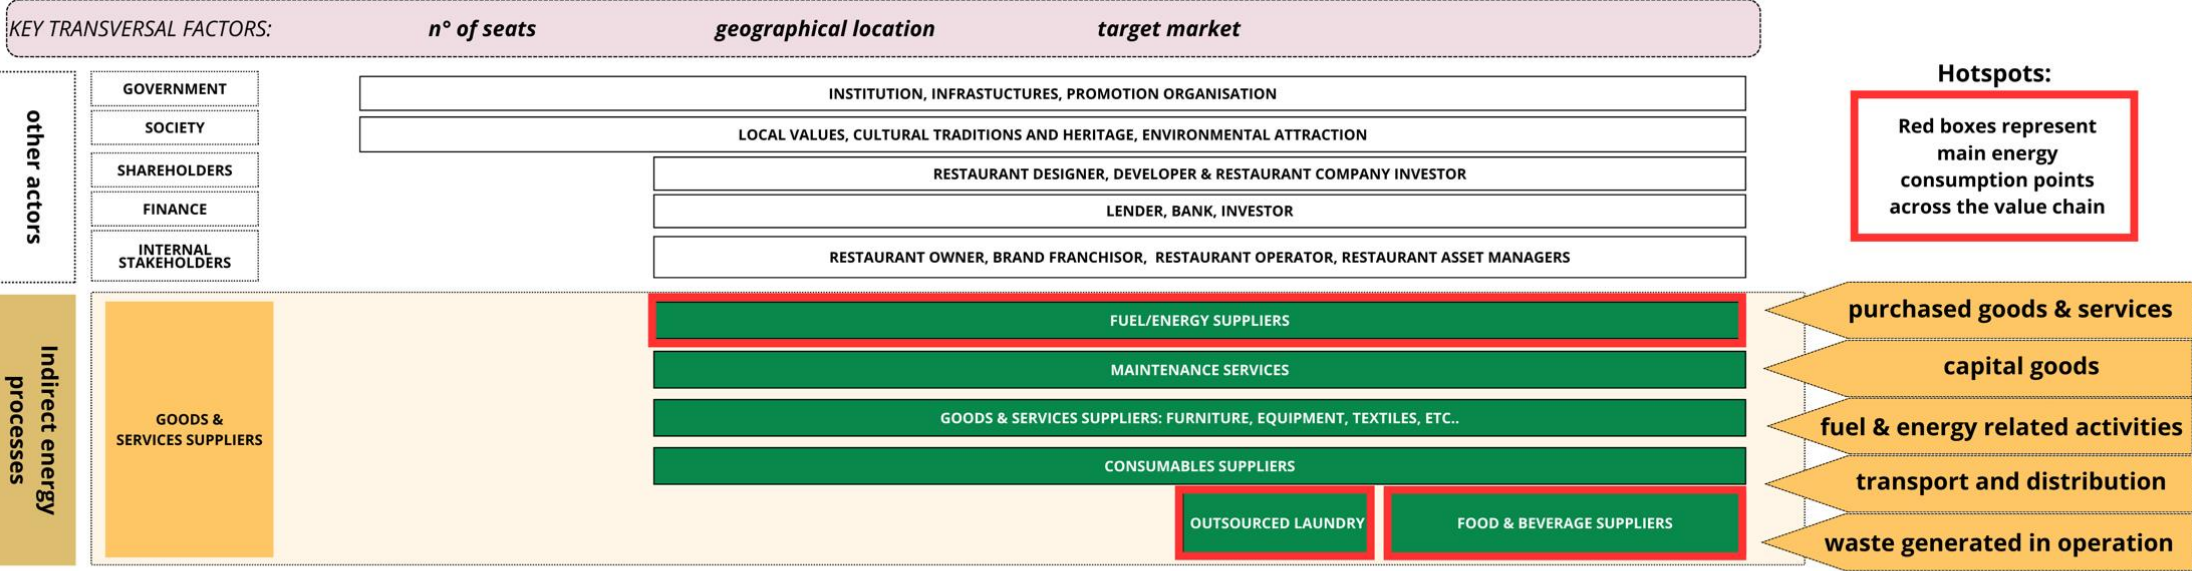 KEY TRANSVERSAL FACTORS: n° of seats geographical location target market
other actors
GOVERNMENT
INSTITUTION, INFRASTUCTURES, PROMOTION ORGANISATION
SOCIETY
LOCAL VALUES, CULTURAL TRADITIONS AND HERITAGE, ENVIRONMENTAL ATTRACTION
SHAREHOLDERS
RESTAURANT DESIGNER, DEVELOPER & RESTAURANT COMPANY INVESTOR
FINANCE
LENDER, BANK, INVESTOR
INTERNAL
STAKEHOLDERS
RESTAURANT OWNER, BRAND FRANCHISOR, RESTAURANT OPERATOR, RESTAURANT ASSET MANAGERS
Hotspots:
Red boxes represent
main energy
consumption points
across the value chain
Indirect energy
processes
GOODS &
SERVICES SUPPLIERS
FUEL/ENERGY SUPPLIERS
MAINTENANCE SERVICES
GOODS & SERVICES SUPPLIERS: FURNITURE, EQUIPMENT, TEXTILES, ETC..
CONSUMABLES SUPPLIERS
OUTSOURCED LAUNDRY
FOOD & BEVERAGE SUPPLIERS
purchased goods & services
capital goods
fuel & energy related activities
transport and distribution
waste generated in operation